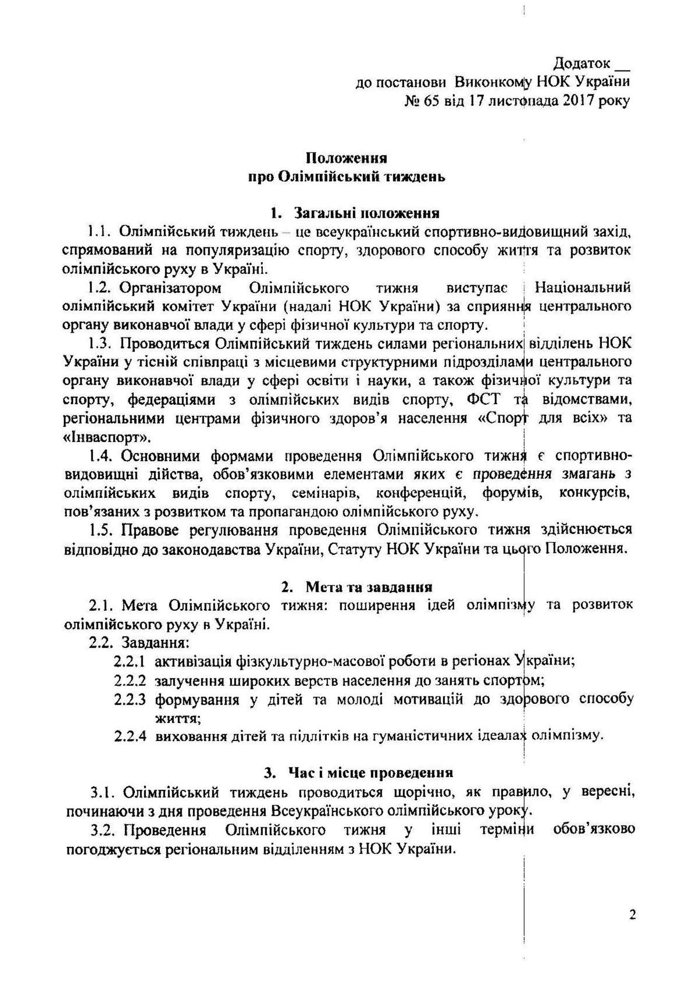 Додаток __
до постанови Виконкому НОК України
№ 65 від 17 листопада 2017 року
Положення
про Олімпійський тиждень
1. Загальні положення
1.1. Олімпійський тиждень – це всеукраїнський спортивно-видовищний захід,
спрямований на популяризацію спорту, здорового способу життя та розвиток
олімпійського руху в Україні.
1.2. Організатором Олімпійського тижня виступає Національний
олімпійський комітет України (надалі НОК України) за сприяння центрального
органу виконавчої влади у сфері фізичної культури та спорту.
1.3. Проводиться Олімпійський тиждень силами регіональних відділень НОК
України у тісній співпраці з місцевими структурними підрозділами центрального
органу виконавчої влади у сфері освіти і науки, а також фізичної культури та
спорту, федераціями з олімпійських видів спорту, ФСТ та відомствами,
регіональними центрами фізичного здоров’я населення «Спорт для всіх» та
«Інваспорт».
1.4. Основними формами проведення Олімпійського тижня є спортивно-
видовищні дійства, обов’язковими елементами яких є проведення змагань з
олімпійських видів спорту, семінарів, конференцій, форумів, конкурсів,
пов’язаних з розвитком та пропагандою олімпійського руху.
1.5. Правове регулювання проведення Олімпійського тижня здійснюється
відповідно до законодавства України, Статуту НОК України та цього Положення.
2. Мета та завдання
2.1. Мета Олімпійського тижня: поширення ідей олімпізму та розвиток
олімпійського руху в Україні.
2.2. Завдання:
2.2.1 активізація фізкультурно-масової роботи в регіонах України;
2.2.2 залучення широких верств населення до занять спортом;
2.2.3 формування у дітей та молоді мотивацій до здорового способу
життя;
2.2.4 виховання дітей та підлітків на гуманістичних ідеалах олімпізму.
3. Час і місце проведення
3.1. Олімпійський тиждень проводиться щорічно, як правило, у вересні,
починаючи з дня проведення Всеукраїнського олімпійського уроку.
3.2. Проведення Олімпійського тижня у інші терміни обов’язково
погоджується регіональним відділенням з НОК України.
2